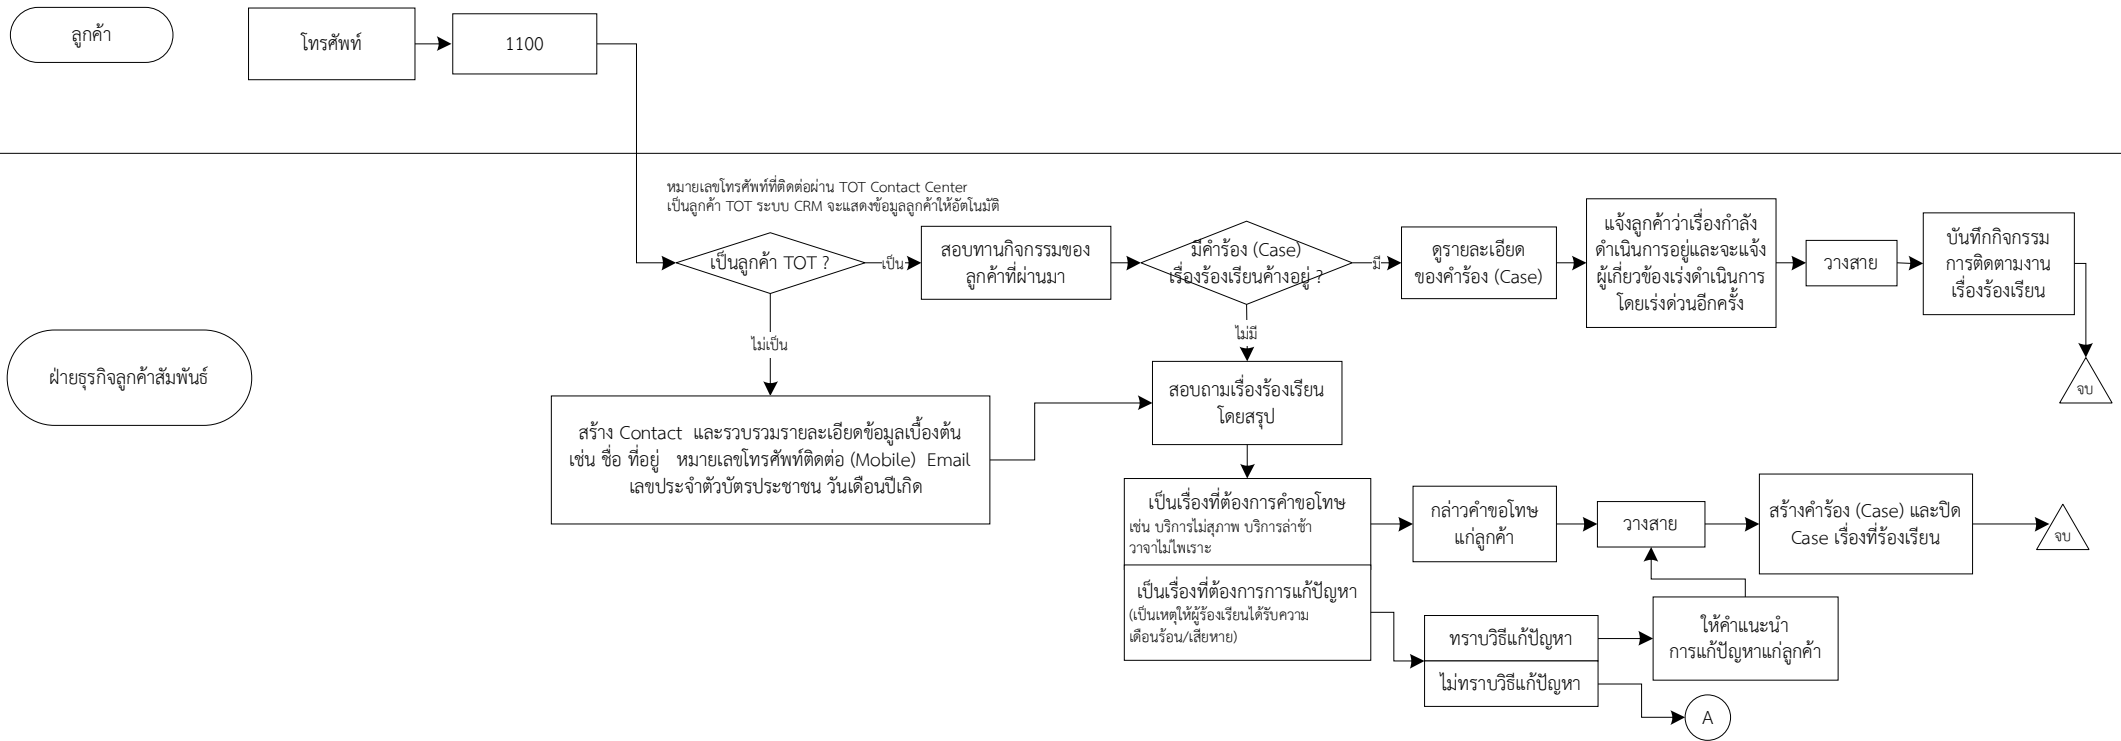 ลูกค้า
โทรศัพท์
1100
หมายเลขโทรศัพท์ที่ติดต่อผ่าน TOT Contact Center
เป็นลูกค้า TOT ระบบ CRM จะแสดงข้อมูลลูกค้าให้อัตโนมัติ
เป็นลูกค้า TOT ?
เป็น
สอบทานกิจกรรมของ
ลูกค้าที่ผ่านมา
มีคำร้อง (Case)
เรื่องร้องเรียนค้างอยู่ ?
มี
ดูรายละเอียด
ของคำร้อง (Case)
แจ้งลูกค้าว่าเรื่องกำลัง
ดำเนินการอยู่และจะแจ้ง
ผู้เกี่ยวข้องเร่งดำเนินการ
โดยเร่งด่วนอีกครั้ง
วางสาย
บันทึกกิจกรรม
การติดตามงาน
เรื่องร้องเรียน
จบ
ไม่เป็น
ไม่มี
ฝ่ายธุรกิจลูกค้าสัมพันธ์
สร้าง Contact และรวบรวมรายละเอียดข้อมูลเบื้องต้น
เช่น ชื่อ ที่อยู่ หมายเลขโทรศัพท์ติดต่อ (Mobile) Email
เลขประจำตัวบัตรประชาชน วันเดือนปีเกิด
สอบถามเรื่องร้องเรียน
โดยสรุป
เป็นเรื่องที่ต้องการคำขอโทษ
เช่น บริการไม่สุภาพ บริการล่าช้า
วาจาไม่ไพเราะ
กล่าวคำขอโทษ
แก่ลูกค้า
วางสาย
สร้างคำร้อง (Case) และปิด
Case เรื่องที่ร้องเรียน
จบ
เป็นเรื่องที่ต้องการการแก้ปัญหา
(เป็นเหตุให้ผู้ร้องเรียนได้รับความ
เดือนร้อน/เสียหาย)
ทราบวิธีแก้ปัญหา
ไม่ทราบวิธีแก้ปัญหา
ให้คำแนะนำ
การแก้ปัญหาแก่ลูกค้า
A